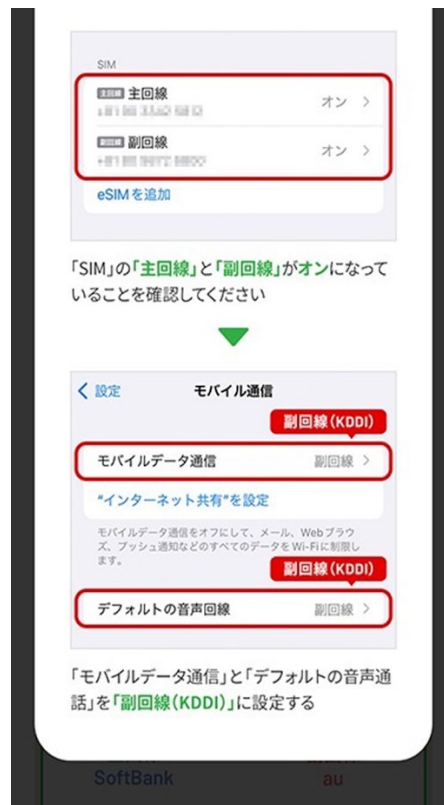 SIM
主回線 主回線
オン
副回線 副回線
オン
eSIMを追加
「SIM」の「主回線」と「副回線」がオンになって
いることを確認してください
設定
モバイル通信
副回線(KDDI)
モバイルデータ通信
副回線
“インターネット共有”を設定
モバイルデータ通信をオフにして、メール、Webブラウ
ズ、プッシュ通知などのすべてのデータをWi-Fiに制限し
ます。
副回線(KDDI)
デフォルトの音声回線
副回線
「モバイルデータ通信」と「デフォルトの音声通
話」を「副回線(KDDI)」に設定する
SoftBank
au